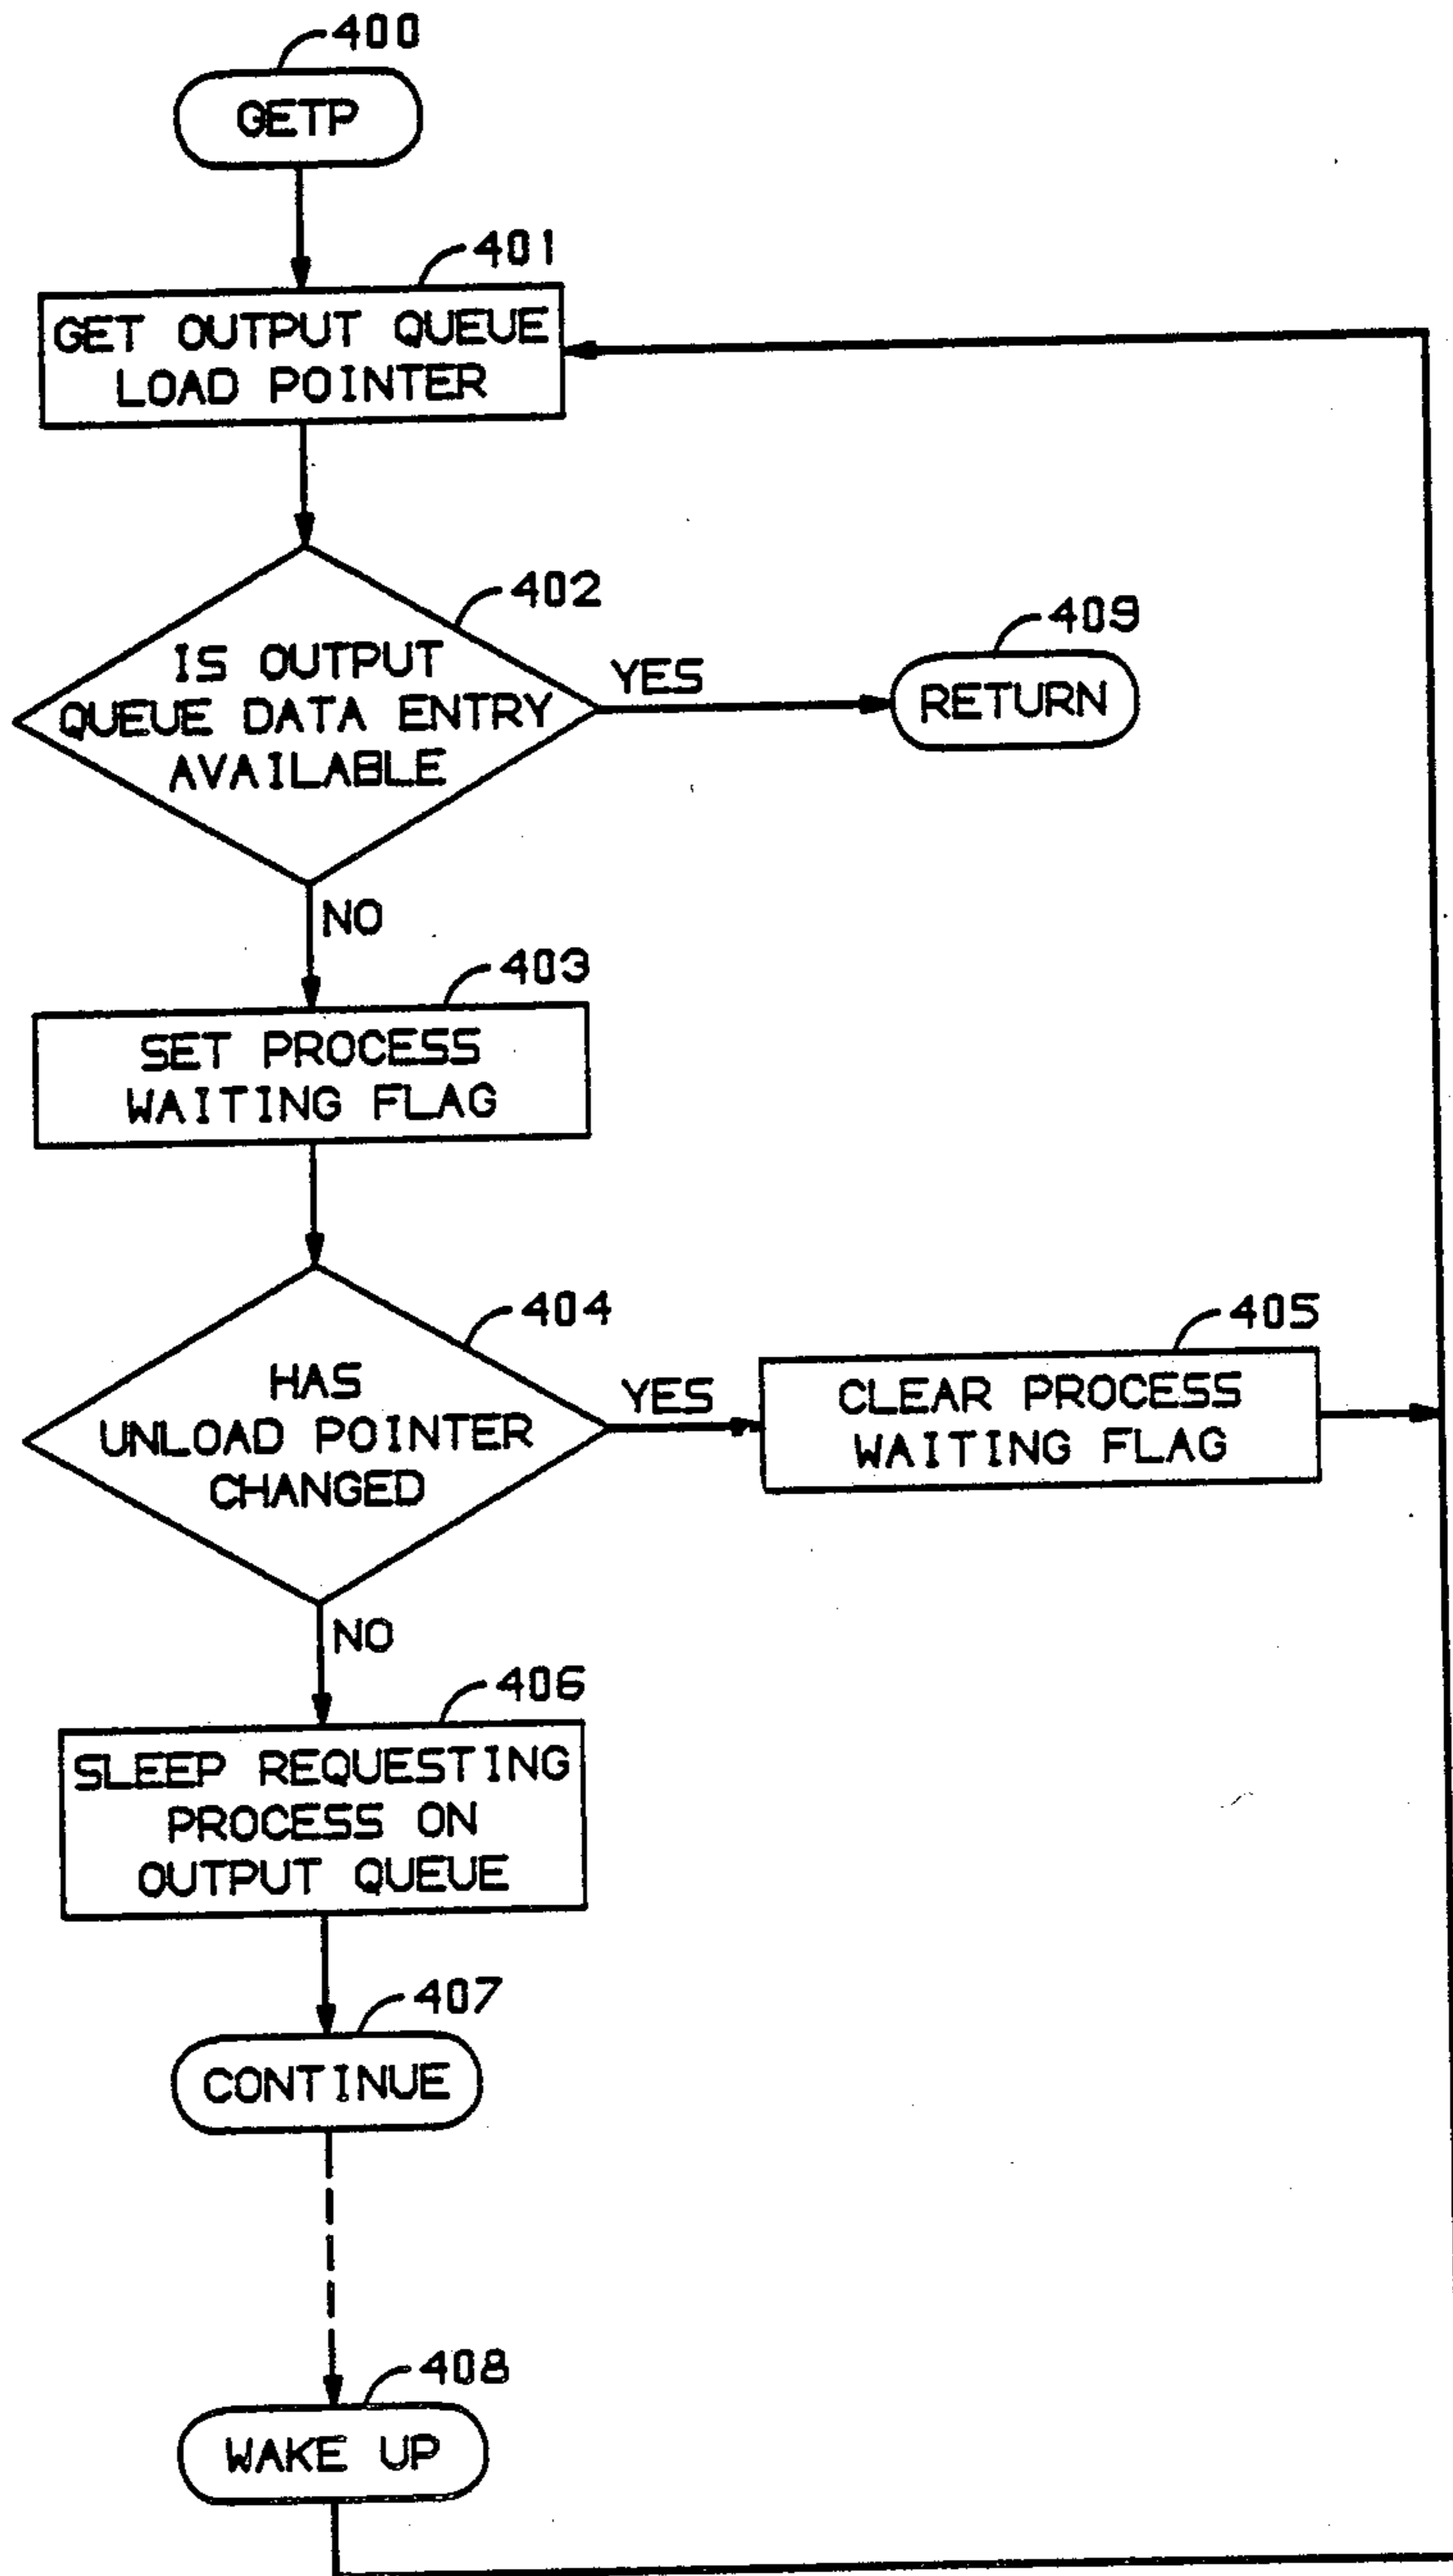 400
GETP
401
GET OUTPUT QUEUE
LOAD POINTER
402
IS OUTPUT
QUEUE DATA ENTRY
AVAILABLE
YES
409
RETURN
NO
403
SET PROCESS
WAITING FLAG
404
HAS
UNLOAD POINTER
CHANGED
YES
405
CLEAR PROCESS
WAITING FLAG
NO
406
SLEEP REQUESTING
PROCESS ON
OUTPUT QUEUE
407
CONTINUE
408
WAKE UP